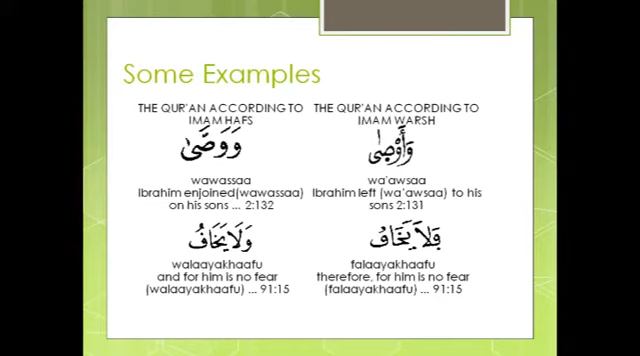 Some Examples
THE QUR'AN ACCORDING TO
IMAM HAFS
وَوَصَّىٰ
wawassaa
Ibrahim enjoined(wawassaa)
on his sons ... 2:132
وَلَا يَخَافُ
walaayakhaafu
and for him is no fear
(walaayakhaafu) ... 91:15
THE QUR'AN ACCORDING TO
IMAM WARSH
وَأَوْصَىٰ
wa'awsaa
Ibrahim left (wa'awsaa) to his
sons 2:131
فَلَا يَخَافُ
falaayakhaafu
therefore, for him is no fear
(falaayakhaafu) ... 91:15